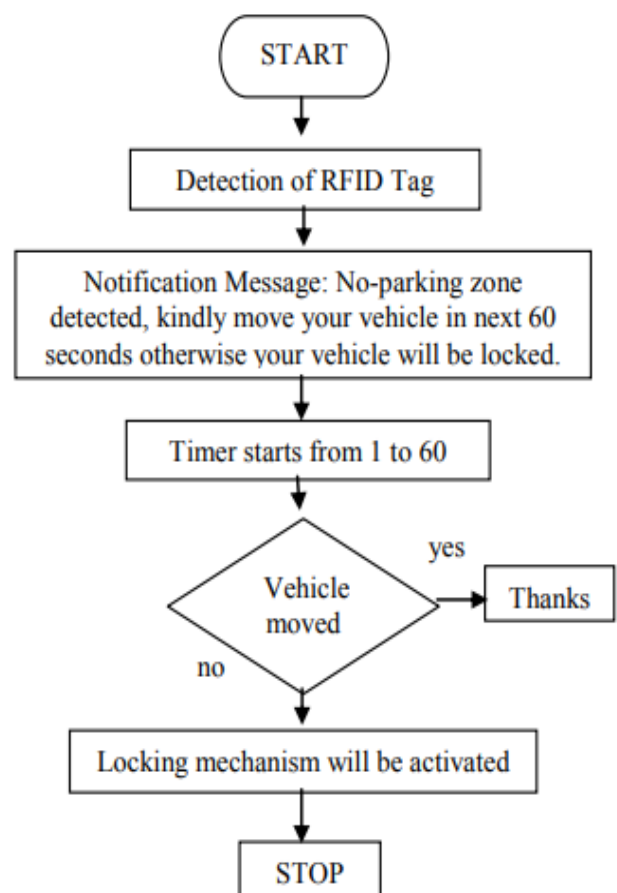 START
Detection of RFID Tag
Notification Message: No-parking zone
detected, kindly move your vehicle in next 60
seconds otherwise your vehicle will be locked.
Timer starts from 1 to 60
yes
Vehicle
moved
Thanks
no
Locking mechanism will be activated
STOP